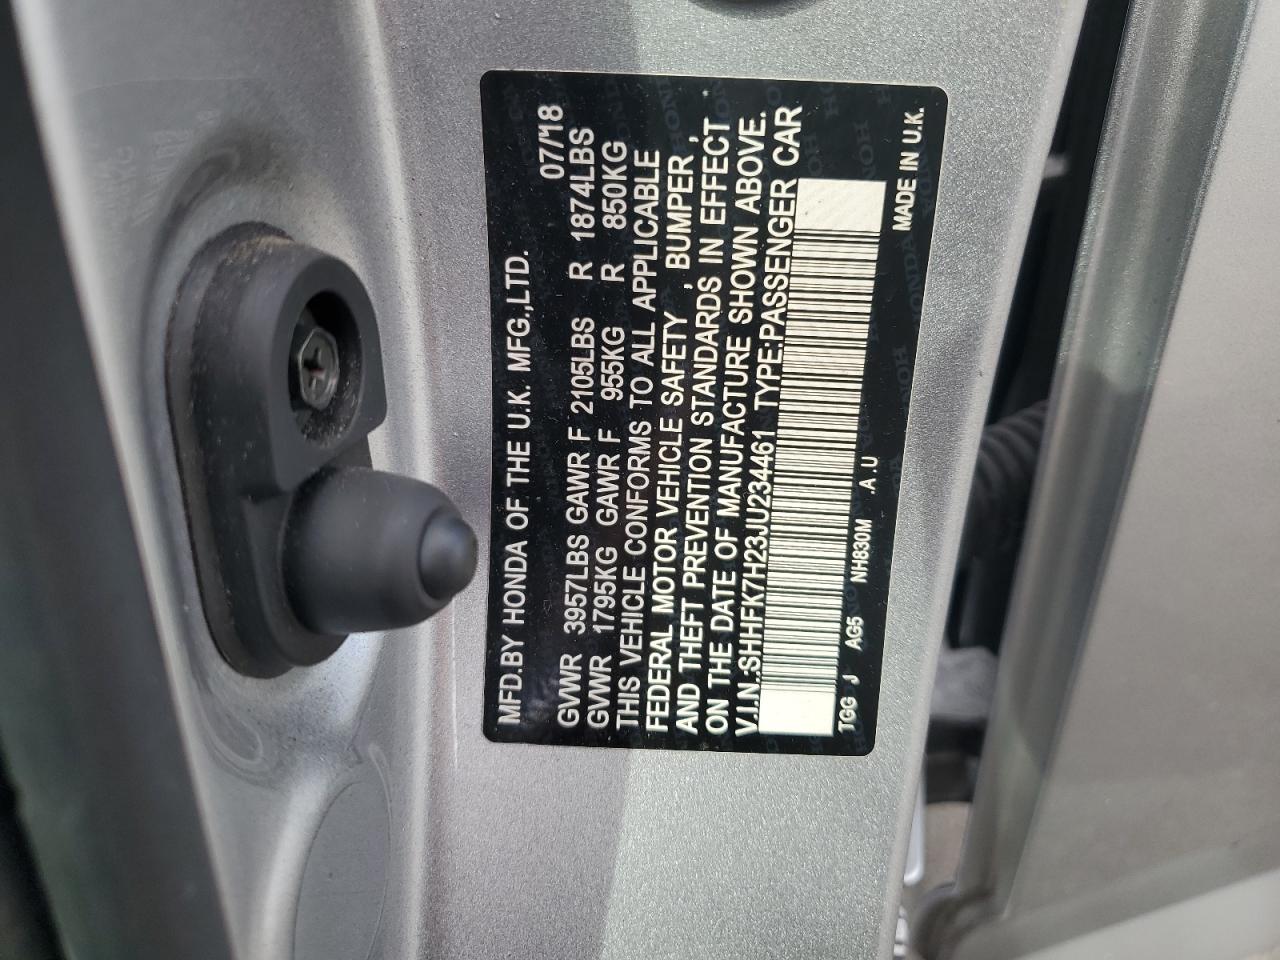 MFD.BY HONDA OF THE U.K. MFG.,LTD. 07/18
GVWR 3957LBS GAWR F 2105LBS R 1874LBS
GVWR 1795KG GAWR F 955KG R 850KG
THIS VEHICLE CONFORMS TO ALL APPLICABLE
FEDERAL MOTOR VEHICLE SAFETY , BUMPER ,
AND THEFT PREVENTION STANDARDS IN EFFECT
ON THE DATE OF MANUFACTURE SHOWN ABOVE.
V.I.N.:SHHFK7H23JU234461 TYPE:PASSENGER CAR
TGG J AG5 NH830M .A.U MADE IN U.K.